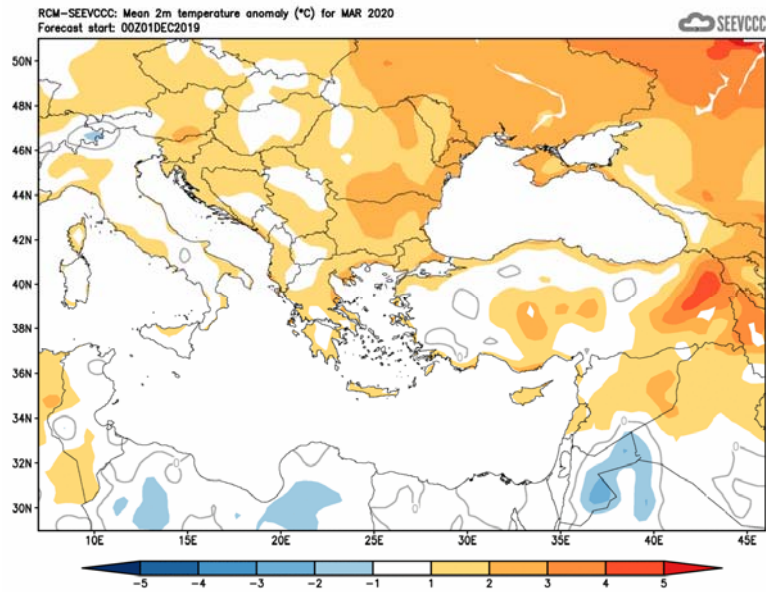 RCM-SEEVCCC: Mean 2m temperature anomaly (°C) for MAR 2020
Forecast start: 00Z01DEC2019
SEEVCCC
50N
48N
46N
44N
42N
40N
38N
36N
34N
32N
30N
10E 15E 20E 25E 30E 35E 40E 45E
-5 -4 -3 -2 -1 1 2 3 4 5